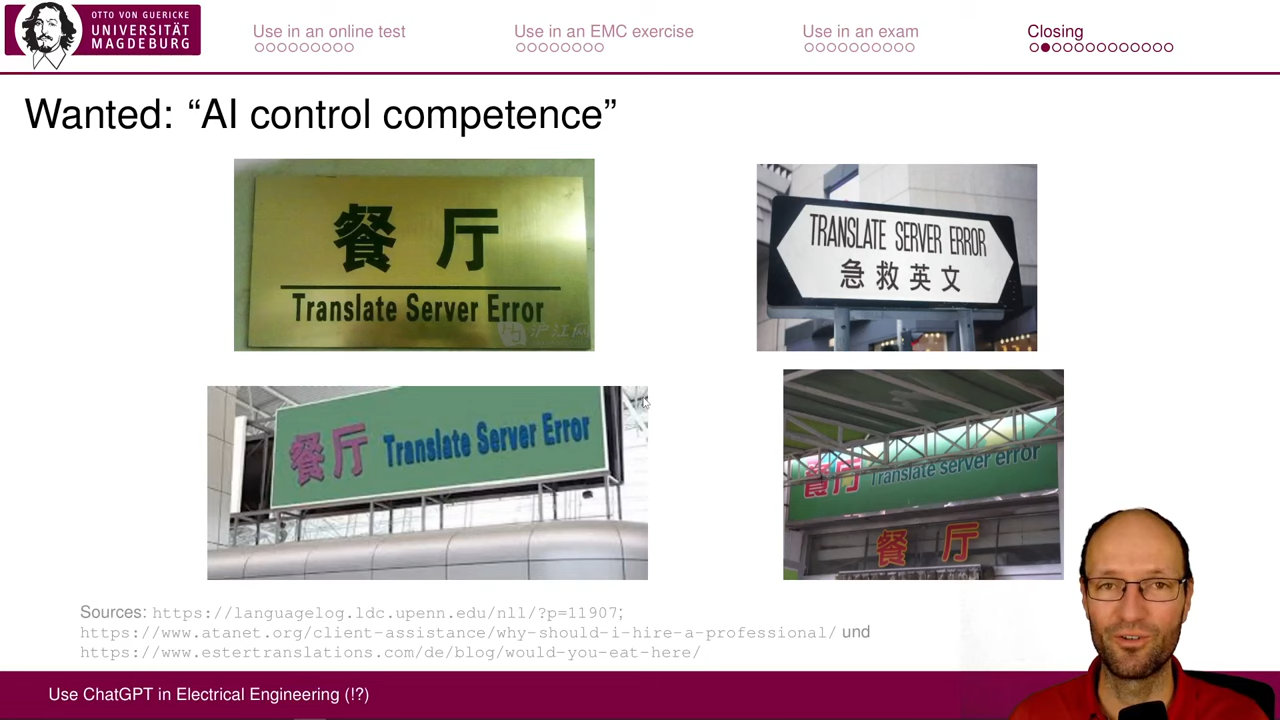 OTTO VON GUERICKE
UNIVERSITÄT
MAGDEBURG
Use in an online test
Use in an EMC exercise
Use in an exam
Closing
Wanted: “AI control competence”
餐厅
Translate Server Error
沪江网
TRANSLATE SERVER ERROR
急救英文
餐厅 Translate Server Error
餐厅 Translate server error
餐厅
Sources: https://languagelog.ldc.upenn.edu/nll/?p=11907;
https://www.atanet.org/client-assistance/why-should-i-hire-a-professional/ und
https://www.estertranslations.com/de/blog/would-you-eat-here/
Use ChatGPT in Electrical Engineering (!?)